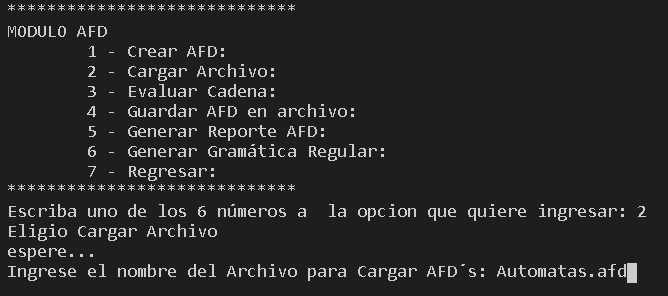 *****************************
MODULO AFD
1 - Crear AFD:
2 - Cargar Archivo:
3 - Evaluar Cadena:
4 - Guardar AFD en archivo:
5 - Generar Reporte AFD:
6 - Generar Gramática Regular:
7 - Regresar:
*****************************
Escriba uno de los 6 números a  la opcion que quiere ingresar: 2
Eligio Cargar Archivo
espere...
Ingrese el nombre del Archivo para Cargar AFD´s: Automatas.afd